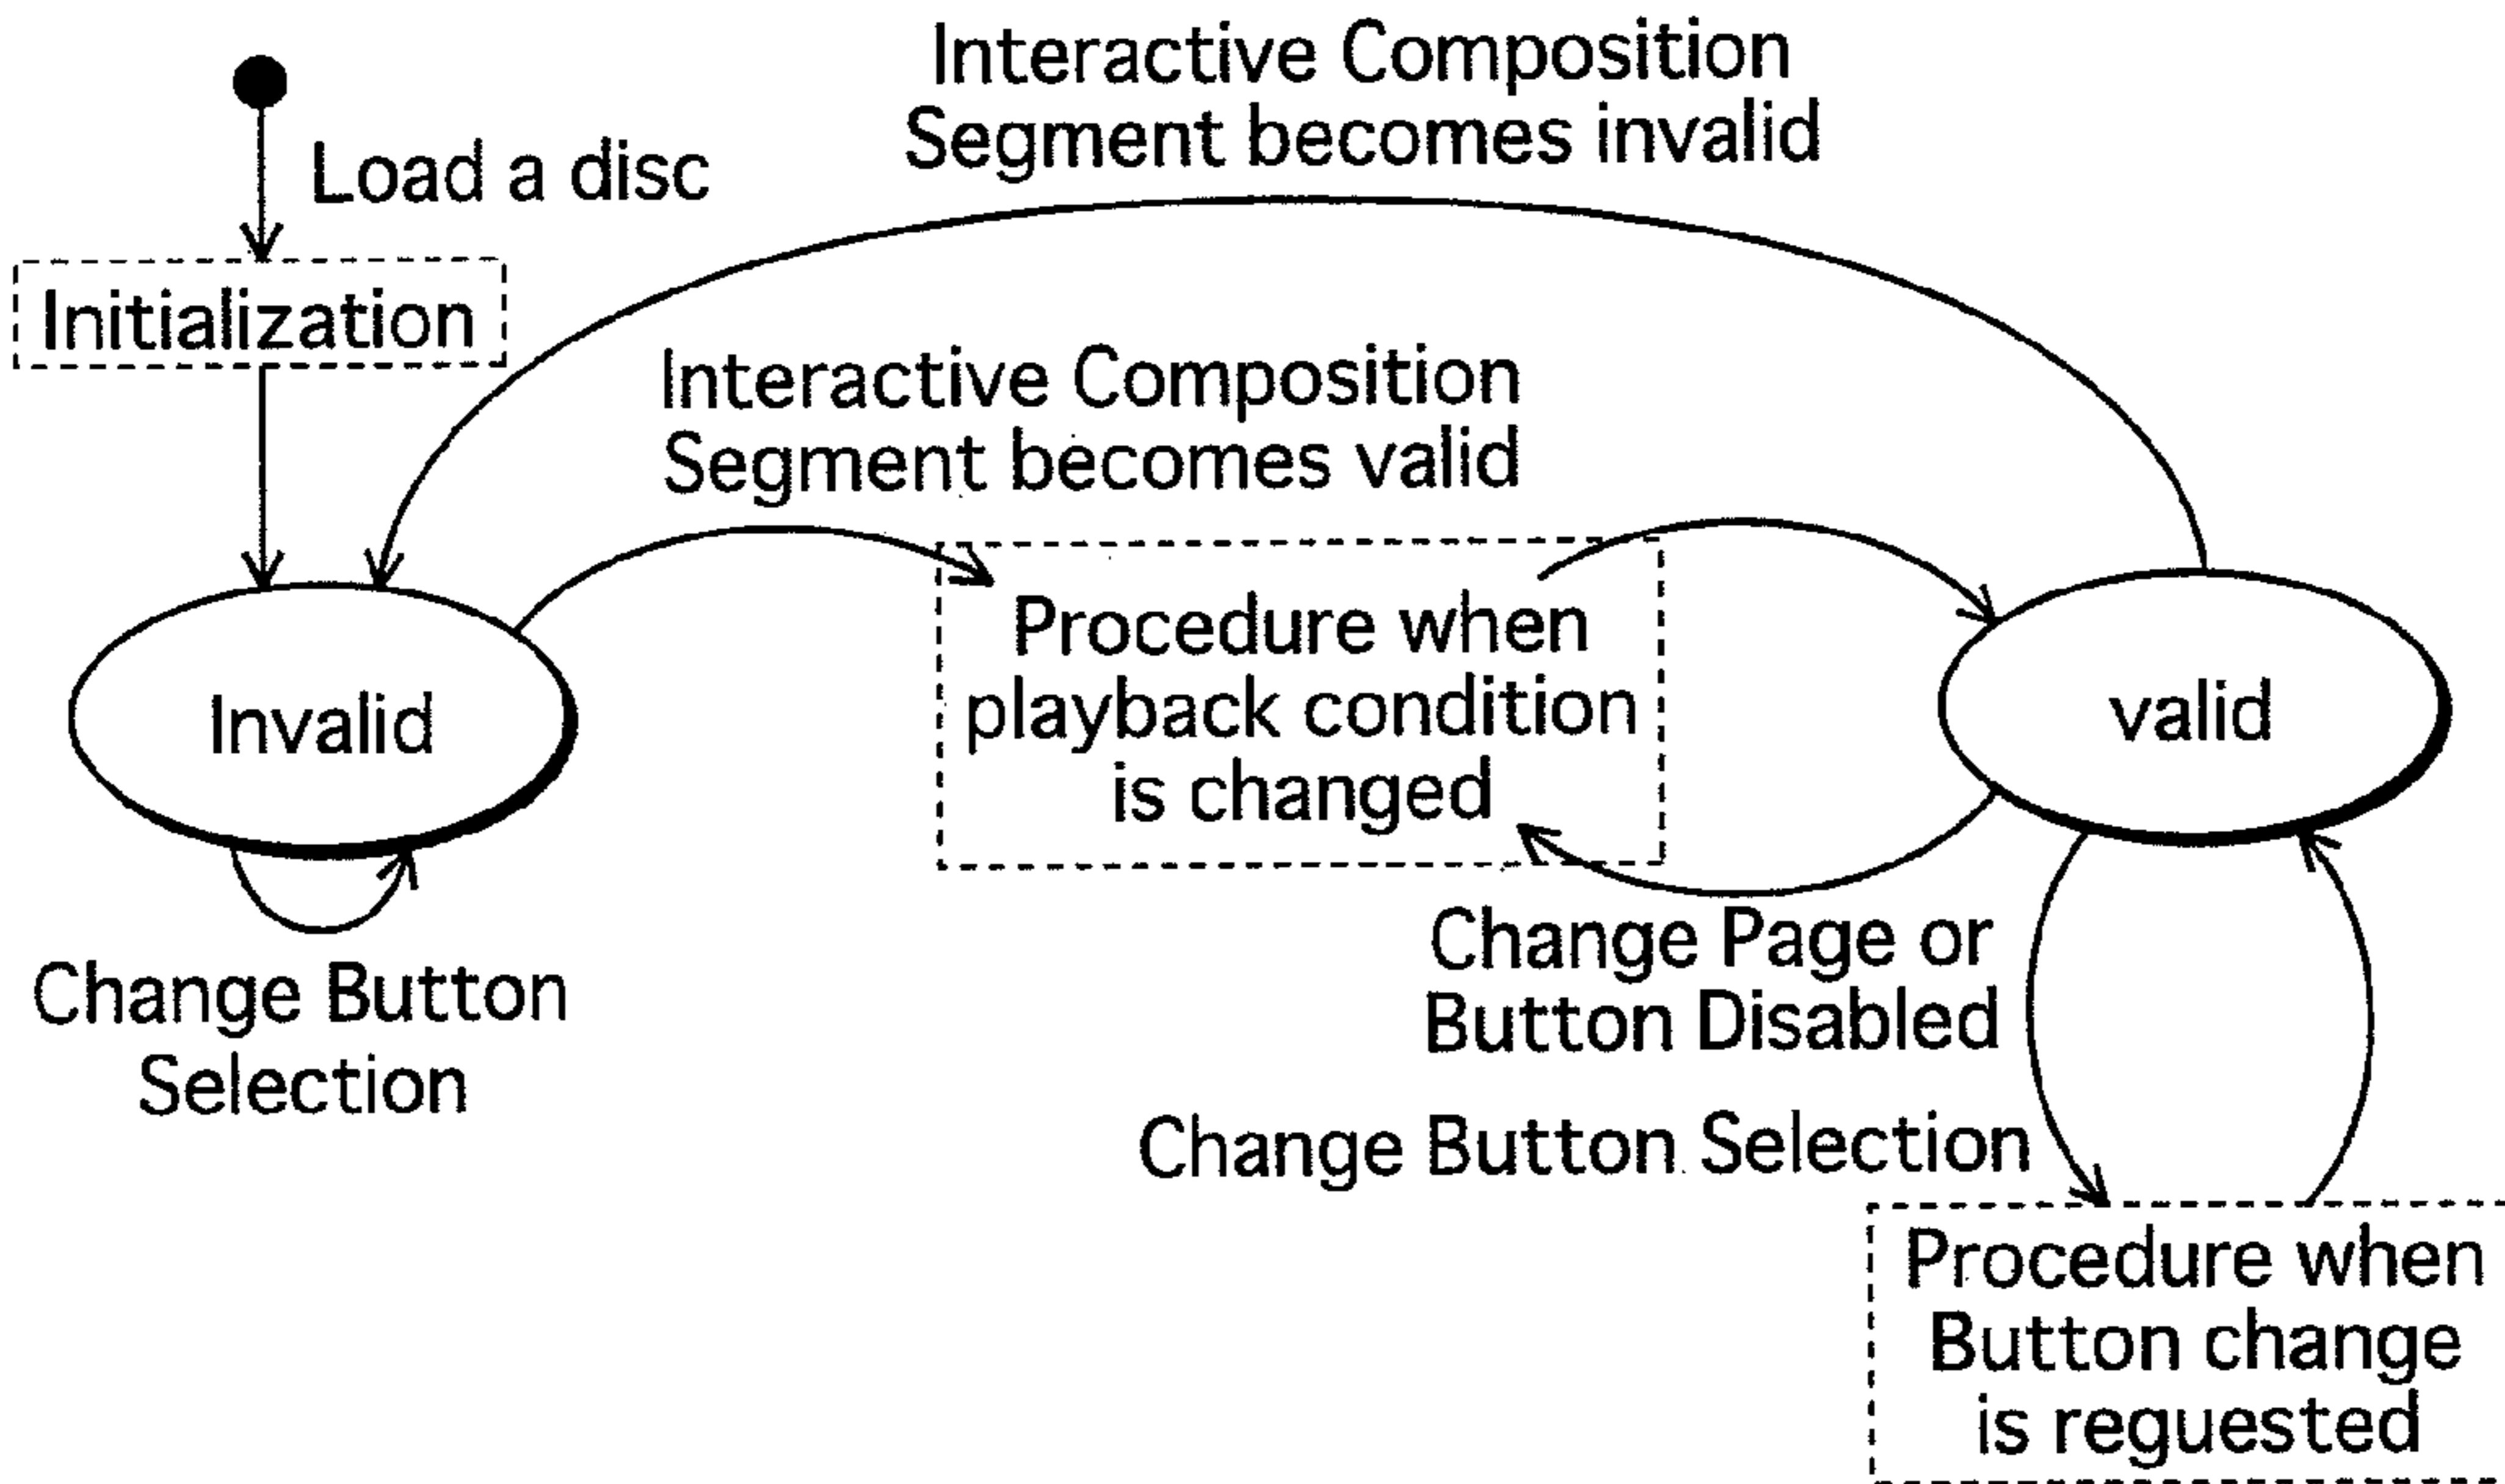 Interactive Composition
Segment becomes invalid
Load a disc
Initialization
Interactive Composition
Segment becomes valid
Invalid
Procedure when
playback condition
is changed
valid
Change Button
Selection
Change Page or
Button Disabled
Change Button Selection
Procedure when
Button change
is reguested